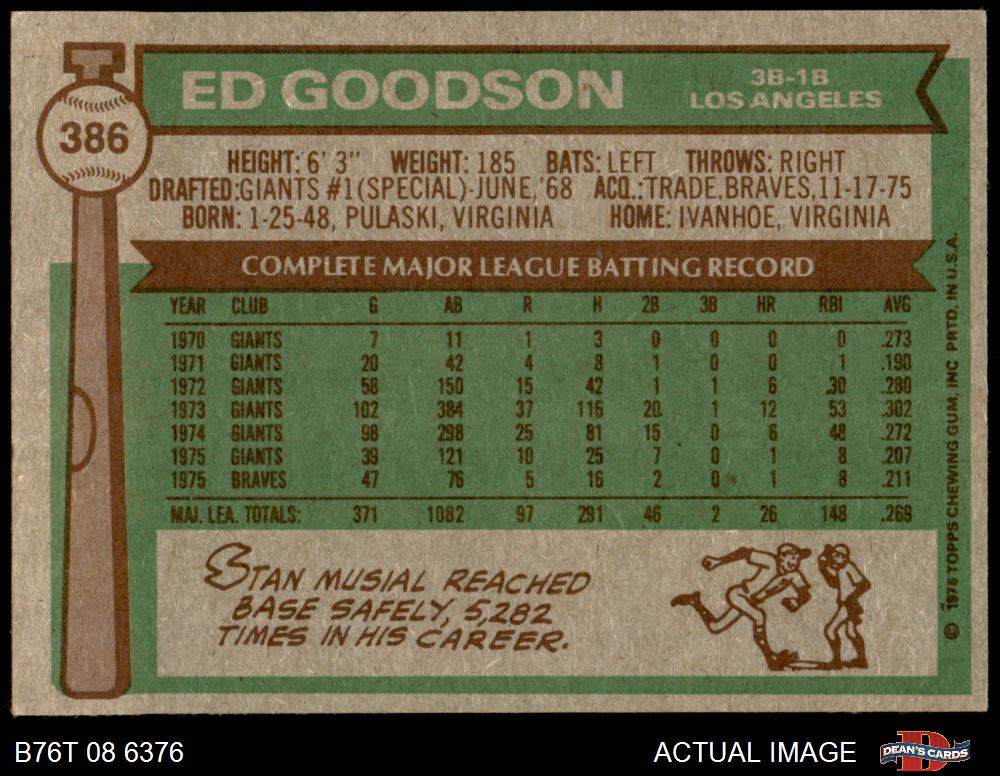 ED GOODSON
3B-1B
LOS ANGELES
386
HEIGHT: 6' 3" WEIGHT: 185 BATS: LEFT THROWS: RIGHT
DRAFTED:GIANTS #1(SPECIAL)-JUNE,'68 ACQ.:TRADE,BRAVES,11-17-75
BORN: 1-25-48, PULASKI, VIRGINIA HOME: IVANHOE, VIRGINIA
COMPLETE MAJOR LEAGUE BATTING RECORD
YEAR CLUB G AB R H 2B 3B HR RBI AVG
1970 GIANTS 7 11 1 3 0 0 0 0 .273
1971 GIANTS 20 42 4 8 1 0 0 1 .190
1972 GIANTS 58 150 15 42 1 1 6 30 .280
1973 GIANTS 102 384 37 116 20 1 12 53 .302
1974 GIANTS 98 298 25 81 15 0 6 48 .272
1975 GIANTS 39 121 10 25 7 0 1 8 .207
1975 BRAVES 47 76 5 16 2 0 1 8 .211
MAJ. LEA. TOTALS: 371 1082 97 291 46 2 26 148 .269
STAN MUSIAL REACHED
BASE SAFELY, 5,282
TIMES IN HIS CAREER.
© 1976 TOPPS CHEWING GUM, INC PRTD. IN U.S.A.
B76T 08 6376
ACTUAL IMAGE
D
DEAN'S CARDS